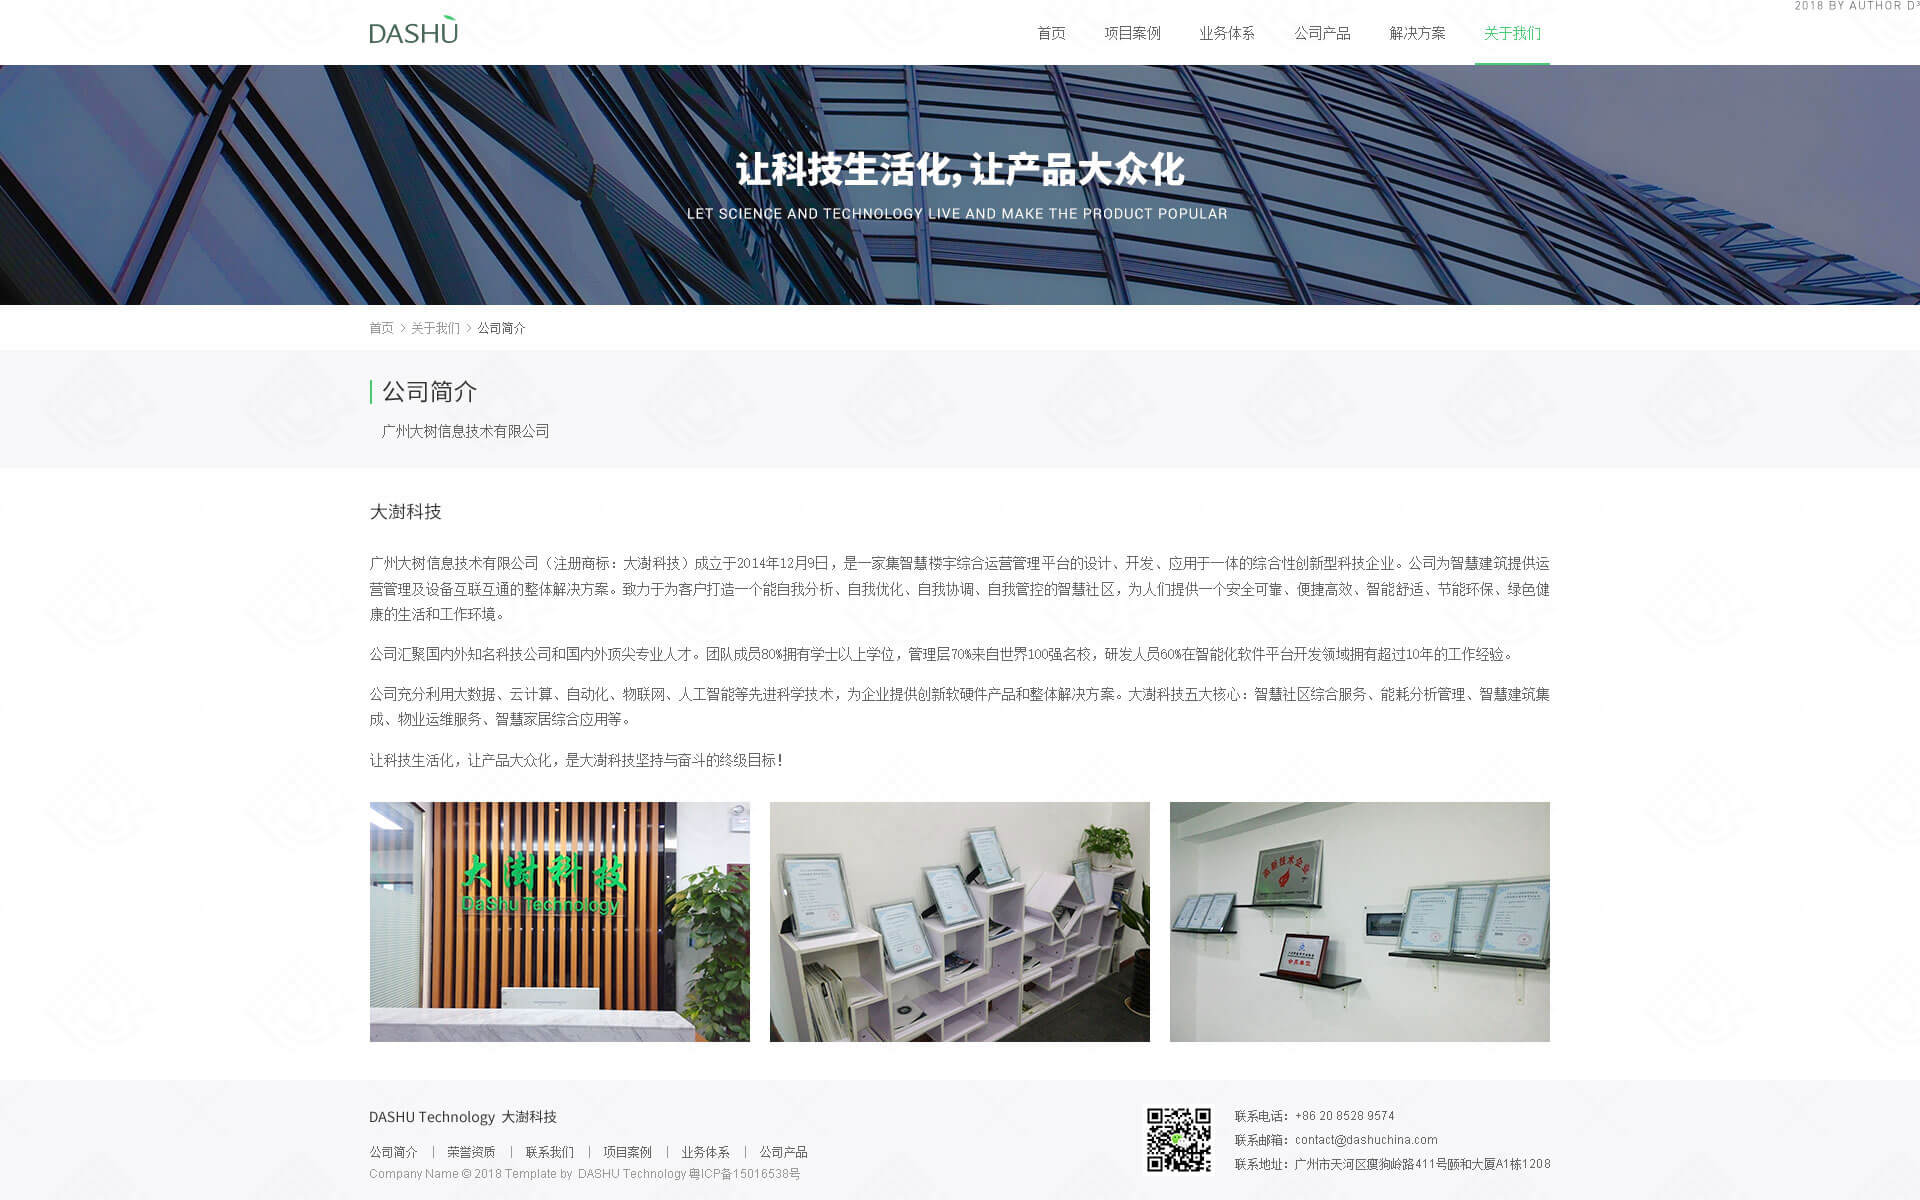 2018 BY AUTHOR D
DASHU
首页 项目案例 业务体系 公司产品 解决方案 关于我们
让科技生活化，让产品大众化
LET SCIENCE AND TECHNOLOGY LIVE AND MAKE THE PRODUCT POPULAR
首页 > 关于我们 > 公司简介
公司简介
广州大树信息技术有限公司
大澍科技
广州大树信息技术有限公司（注册商标：大澍科技）成立于2014年12月9日，是一家集智慧楼宇综合运营管理平台的设计、开发、应用于一体的综合性创新型科技企业。公司为智慧建筑提供运
营管理及设备互联互通的整体解决方案。致力于为客户打造一个能自我分析、自我优化、自我协调、自我管控的智慧社区，为人们提供一个安全可靠、便捷高效、智能舒适、节能环保、绿色健
康的生活和工作环境。
公司汇聚国内外知名科技公司和国内外顶尖专业人才。团队成员80%拥有学士以上学位，管理层70%来自世界100强名校，研发人员60%在智能化软件平台开发领域拥有超过10年的工作经验。
公司充分利用大数据、云计算、自动化、物联网、人工智能等先进科学技术，为企业提供创新软硬件产品和整体解决方案。大澍科技五大核心：智慧社区综合服务、能耗分析管理、智慧建筑集
成、物业运维服务、智慧家居综合应用等。
让科技生活化，让产品大众化，是大澍科技坚持与奋斗的终级目标！
大澍科技
DaShu Technology
高新技术企业
DASHU Technology 大澍科技
公司简介 | 荣誉资质 | 联系我们 | 项目案例 | 业务体系 | 公司产品
Company Name © 2018 Template by DASHU Technology 粤ICP备15016538号
联系电话：+86 20 8528 9574
联系邮箱：contact@dashuchina.com
联系地址：广州市天河区瘦狗岭路411号颐和大厦A1栋1208